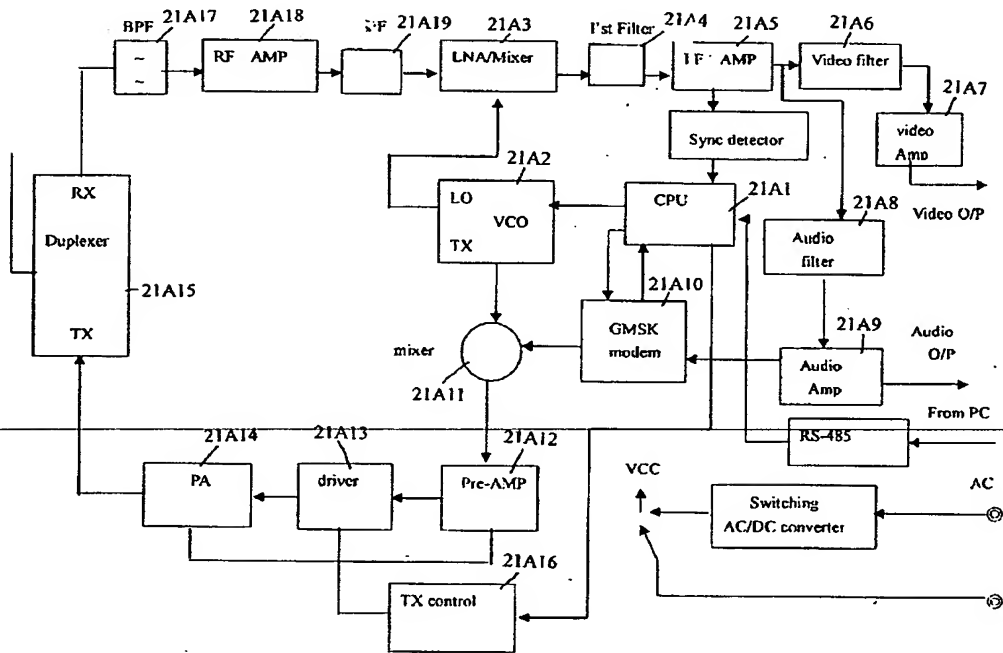 21A17
BPF
21A18
21A19
21A3
I'st Filter
21A4
21A5
21A6
RF AMP
LNA/Mixer
AMP
Video filter
21A7
Sync detector
video
Amp
21A2
21A1
RX
LO
CPU
VCO
TX
21A8
Video O/P
Duplexer
Audio
filter
21A15
21A10
TX
GMSK
modem
21A9
Audio
O/P
mixer
21A11
Audio
Amp
From PC
21A14
21A13
21A12
RS-485
PA
driver
Pre-AMP
VCC
AC
Switching
AC/DC converter
21A16
TX control